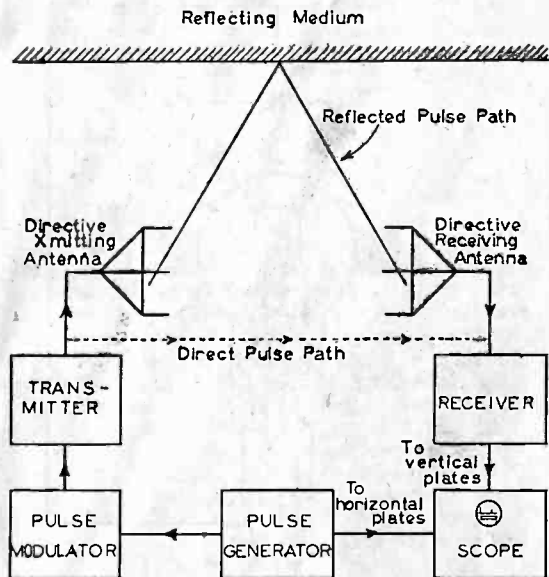 Reflecting Medium
Reflected Pulse Path
Directive
Xmitting
Antenna
Directive
Receiving
Antenna
Direct Pulse Path
TRANS-
MITTER
RECEIVER
To
vertical
plates
To
horizontal
plates
PULSE
MODULATOR
PULSE
GENERATOR
SCOPE